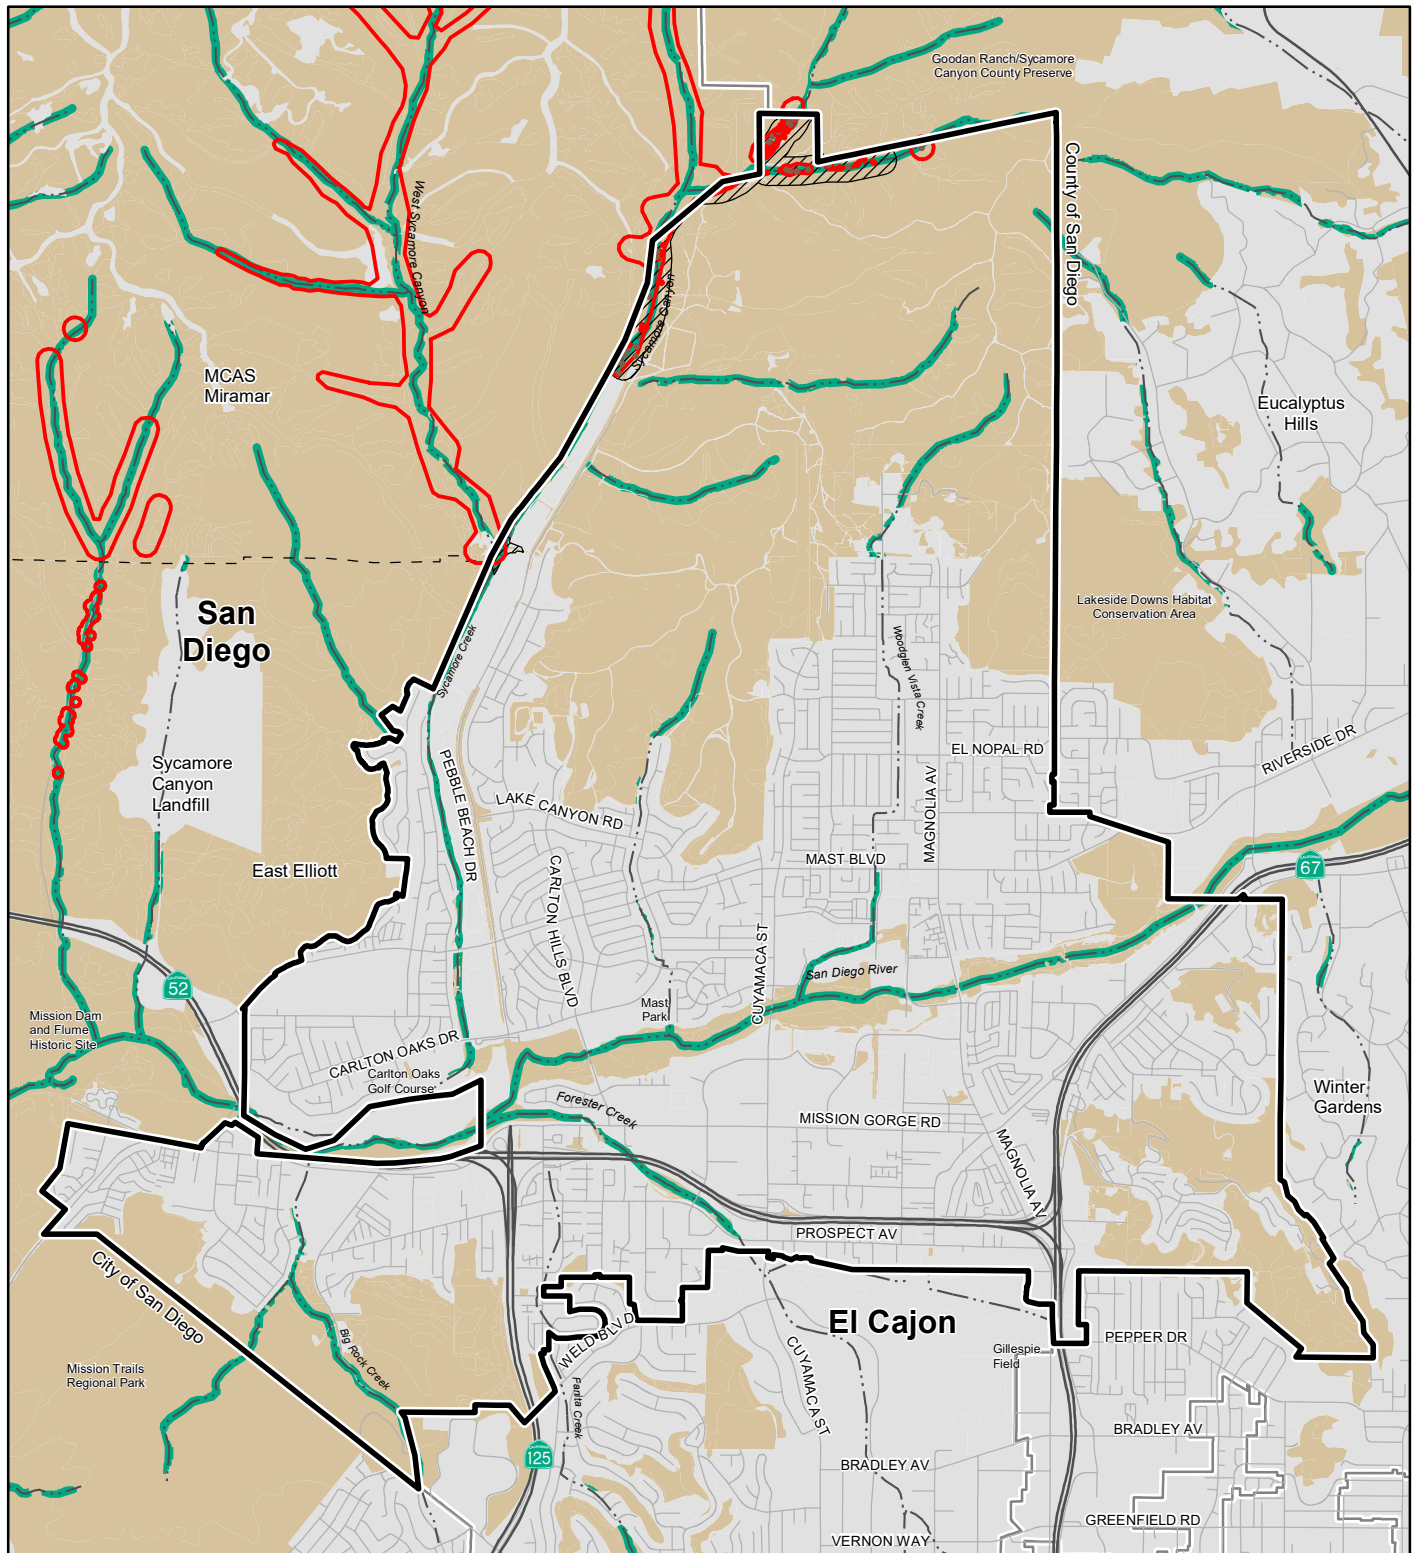 Goodan Ranch/Sycamore
Canyon County Preserve
County of San Diego
West Sycamore Canyon
Sycamore Canyon
MCAS
Miramar
Eucalyptus
Hills
San
Diego
Lakeside Downs Habitat
Conservation Area
Sycamore Creek
Woodglen Vista Creek
EL NOPAL RD
RIVERSIDE DR
Sycamore
Canyon
Landfill
PEBBLE BEACH DR
LAKE CANYON RD
MAGNOLIA AV
MAST BLVD
CALIFORNIA
67
East Elliott
CARLTON HILLS BLVD
CUYAMACA ST
San Diego River
CALIFORNIA
52
Mission Dam
and Flume
Historic Site
Mast
Park
CARLTON OAKS DR
Carlton Oaks
Golf Course
Forester Creek
MISSION GORGE RD
Winter
Gardens
MAGNOLIA AV
PROSPECT AV
City of San Diego
El Cajon
WELD BLVD
Big Rock Creek
Mission Trails
Regional Park
Fanita Creek
CUYAMACA ST
Gillespie
Field
PEPPER DR
BRADLEY AV
CALIFORNIA
125
BRADLEY AV
GREENFIELD RD
VERNON WAY